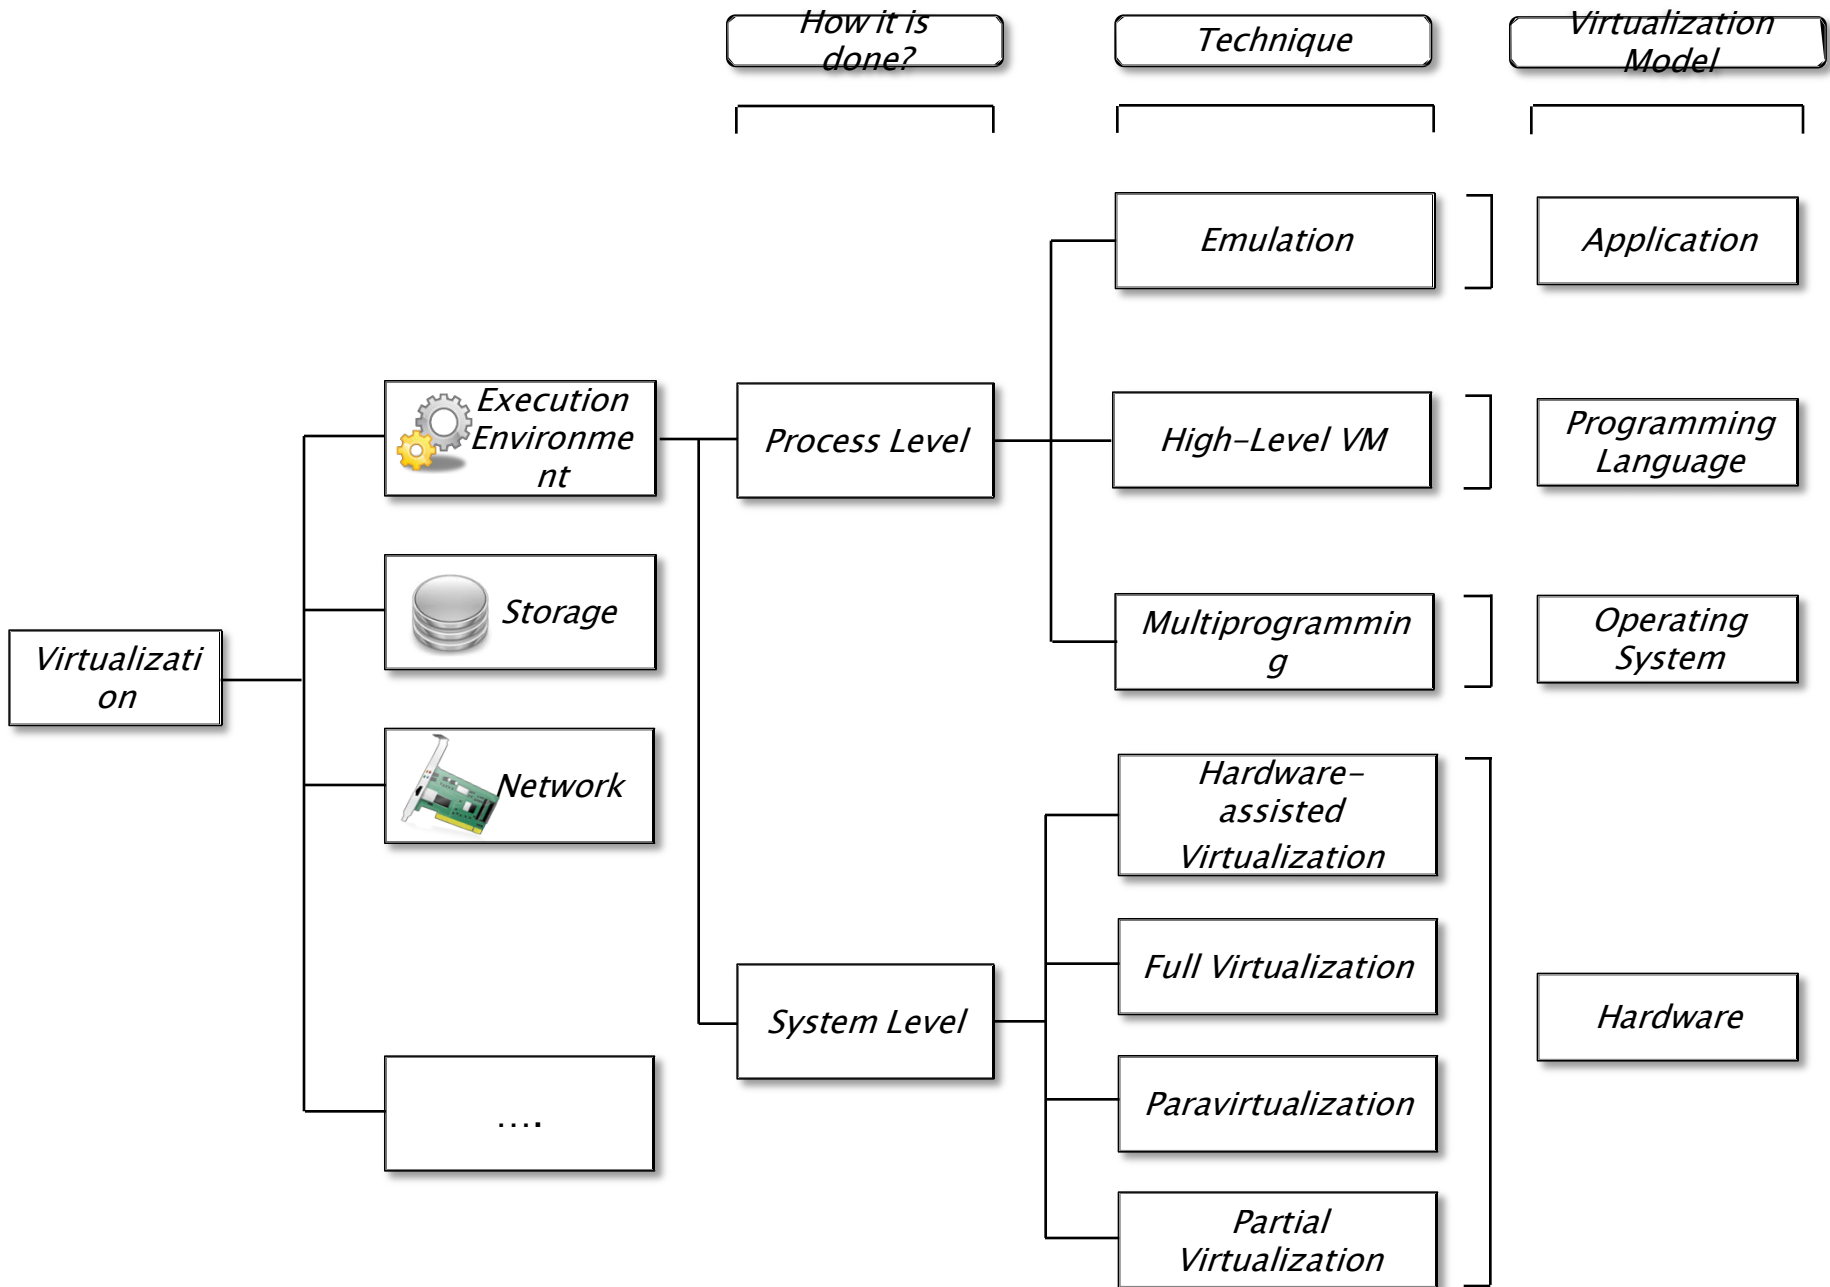 How it is
done?
Technique
Virtualization
Model
Emulation
Application
Execution
Environme
nt
Process Level
High-Level VM
Programming
Language
Storage
Multiprogrammin
g
Operating
System
Virtualizati
on
Network
Hardware-
assisted
Virtualization
Full Virtualization
System Level
Hardware
Paravirtualization
....
Partial
Virtualization